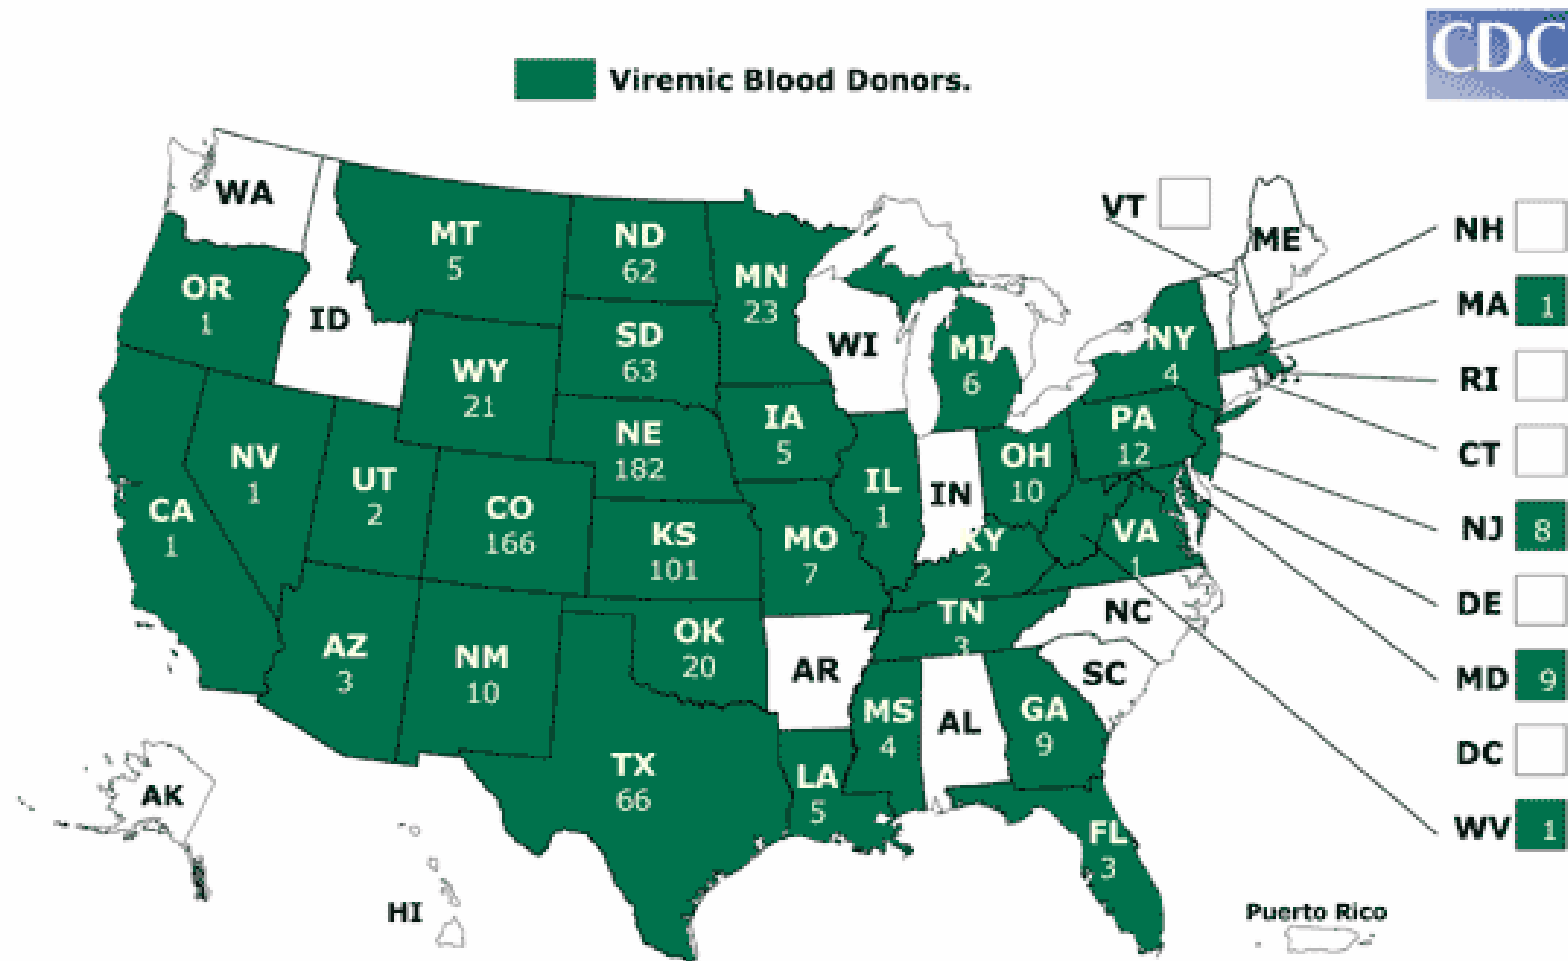 CDC
Viremic Blood Donors.
WA
VT
NH
MT
5
ND
62
ME
OR
1
MN
23
MA
1
ID
SD
63
WI
MI
6
NY
4
RI
WY
21
IA
5
PA
12
CT
NV
1
NE
182
OH
10
UT
2
IL
1
IN
CA
1
CO
166
KS
101
MO
7
VA
1
NJ
8
KY
2
DE
AZ
3
NM
10
OK
20
TN
3
NC
AR
SC
MD
9
MS
4
AL
GA
9
DC
TX
66
LA
5
AK
FL
3
WV
1
HI
Puerto Rico